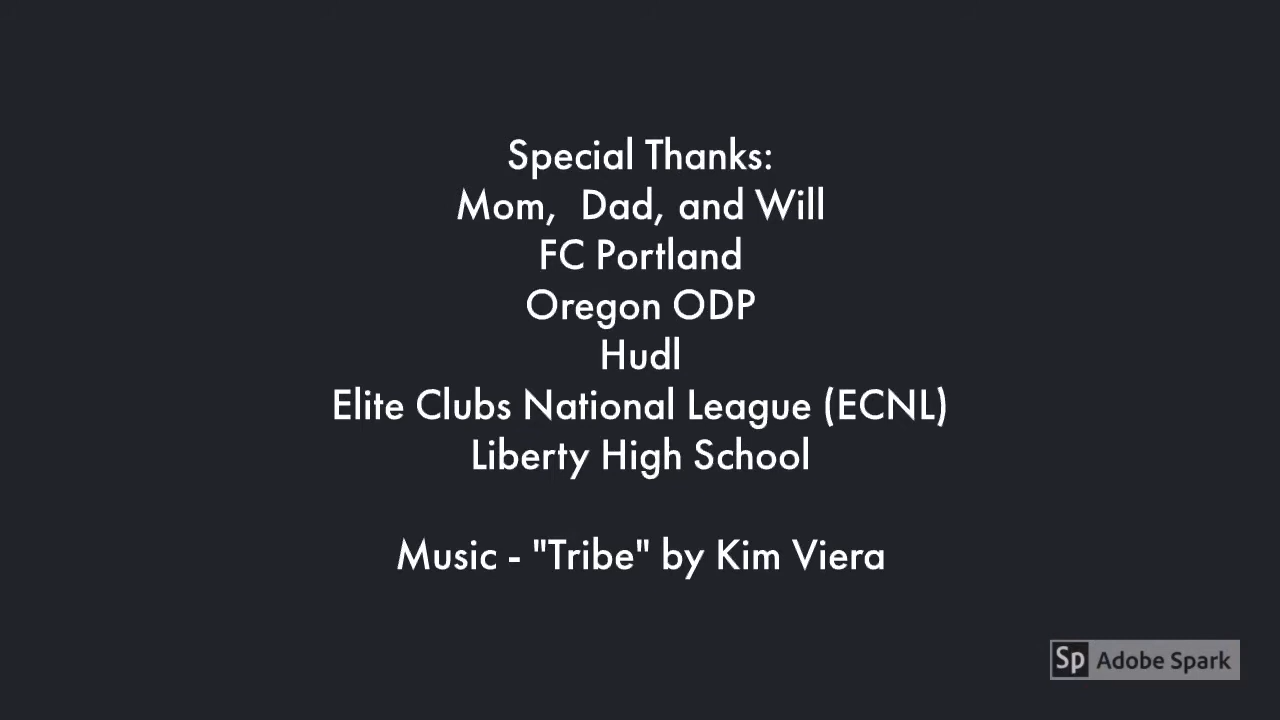 Special Thanks:
Mom,  Dad, and Will
FC Portland
Oregon ODP
Hudl
Elite Clubs National League (ECNL)
Liberty High School
Music - "Tribe" by Kim Viera
Sp Adobe Spark